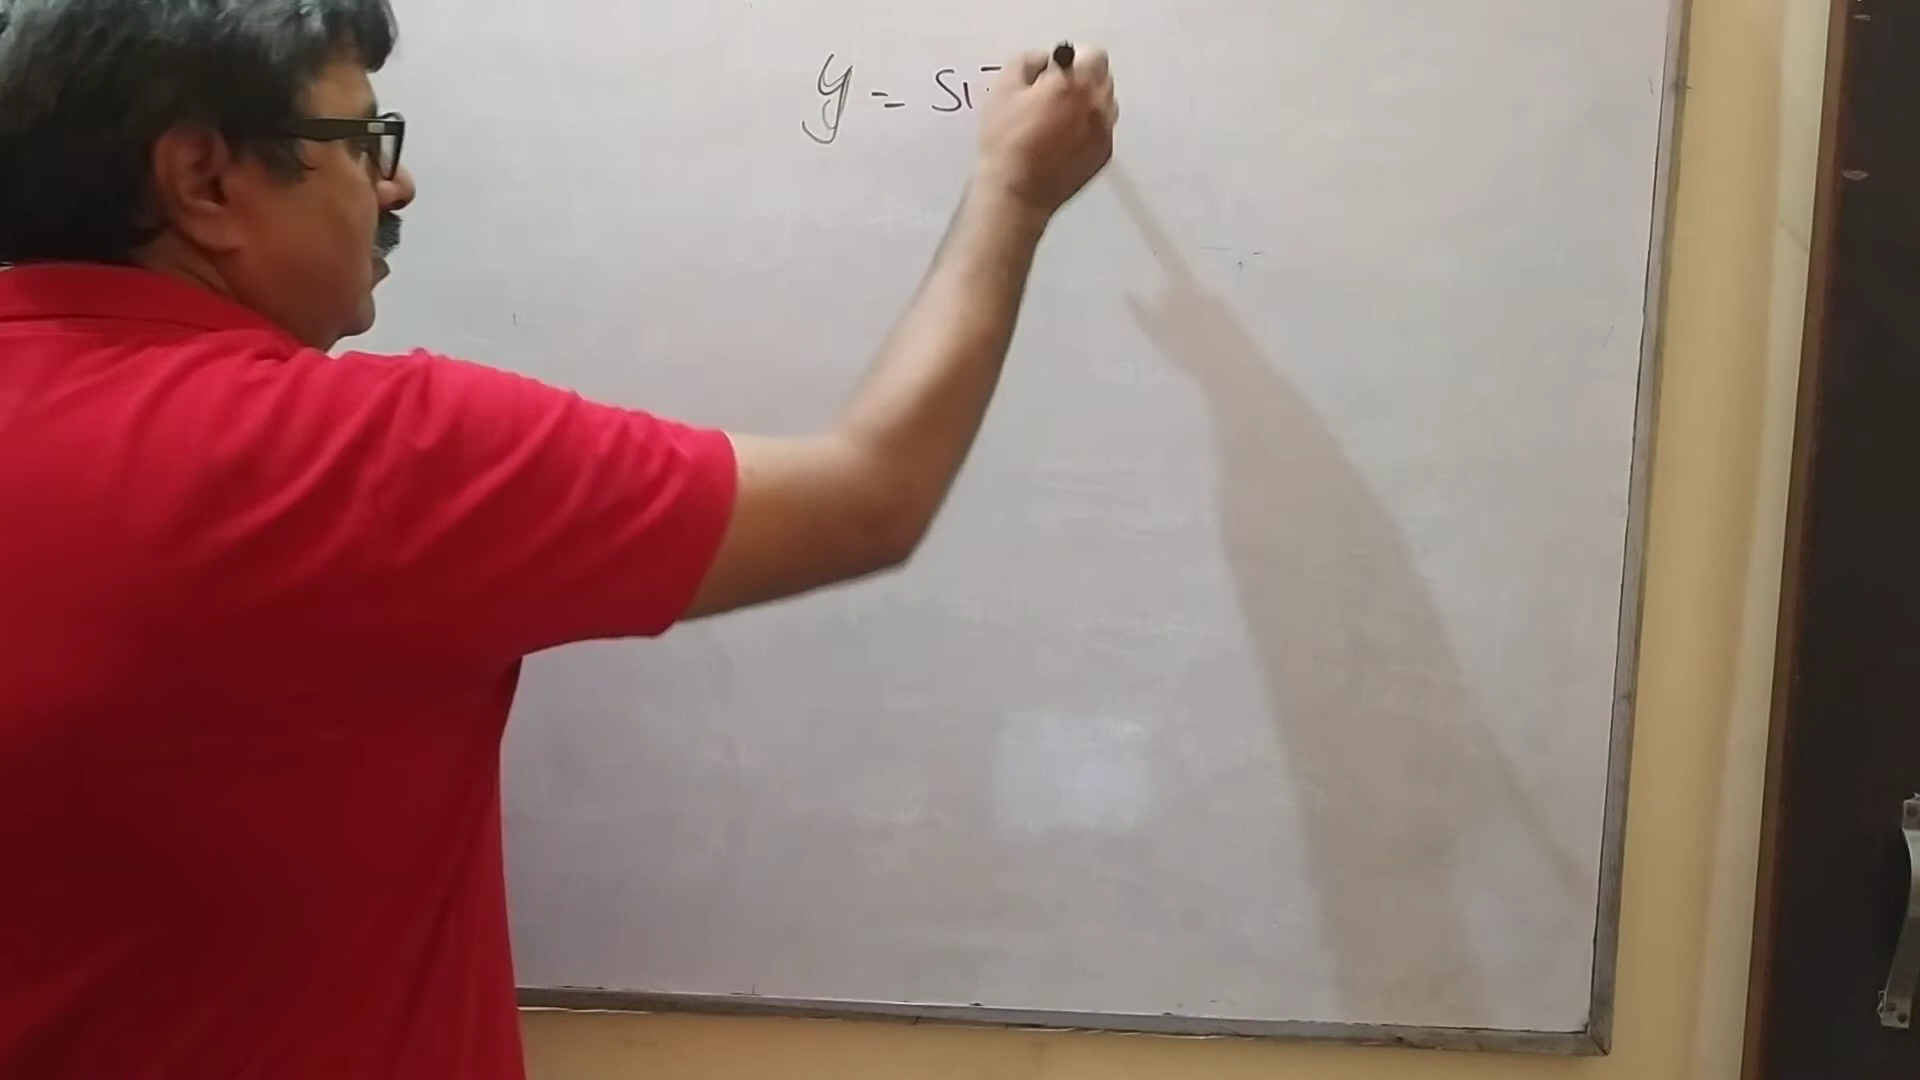 y = si